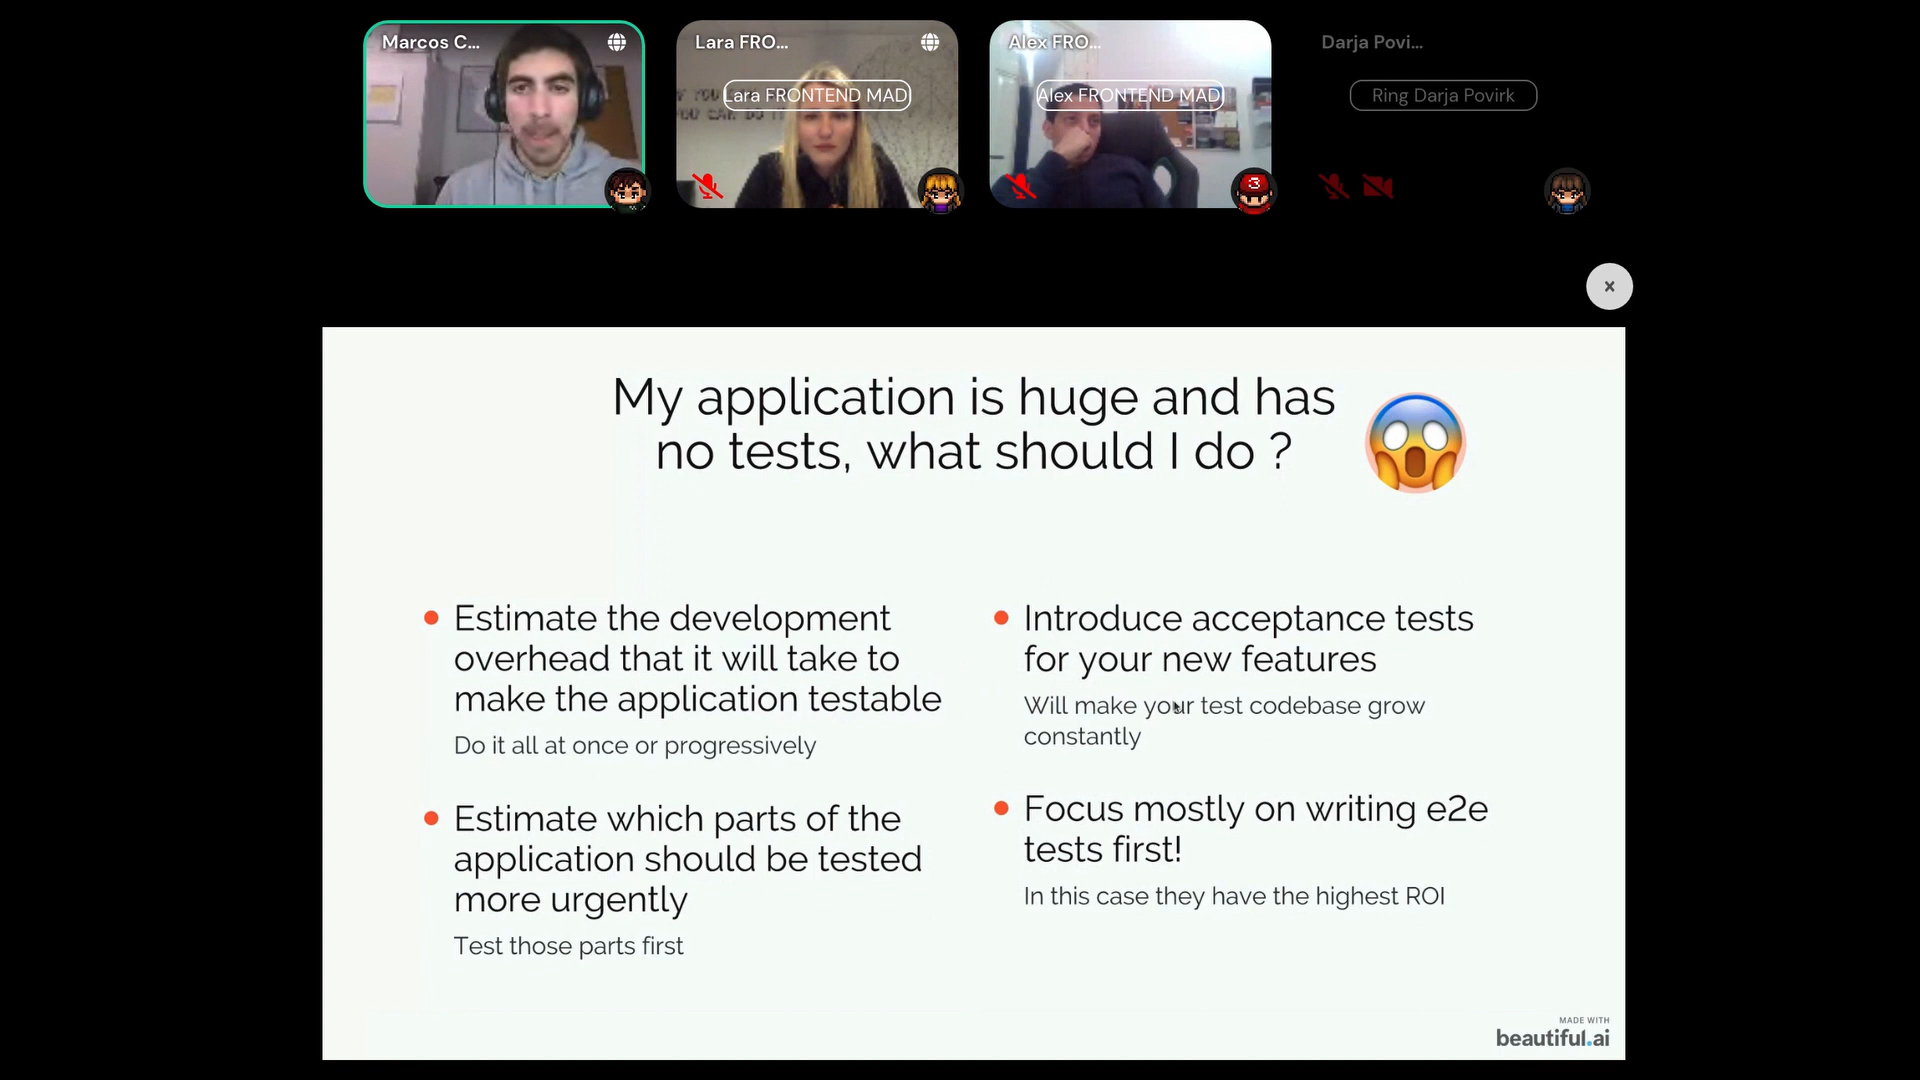 Marcos C...
Lara FRO...
Alex FRO...
Darja Povi...
Lara FRONTEND MAD
Alex FRONTEND MAD
Ring Darja Povirk
3
x
My application is huge and has
no tests, what should I do ?
Estimate the development
overhead that it will take to
make the application testable
Do it all at once or progressively
Estimate which parts of the
application should be tested
more urgently
Test those parts first
Introduce acceptance tests
for your new features
Will make your test codebase grow
constantly
Focus mostly on writing e2e
tests first!
In this case they have the highest ROI
MADE WITH
beautiful.ai